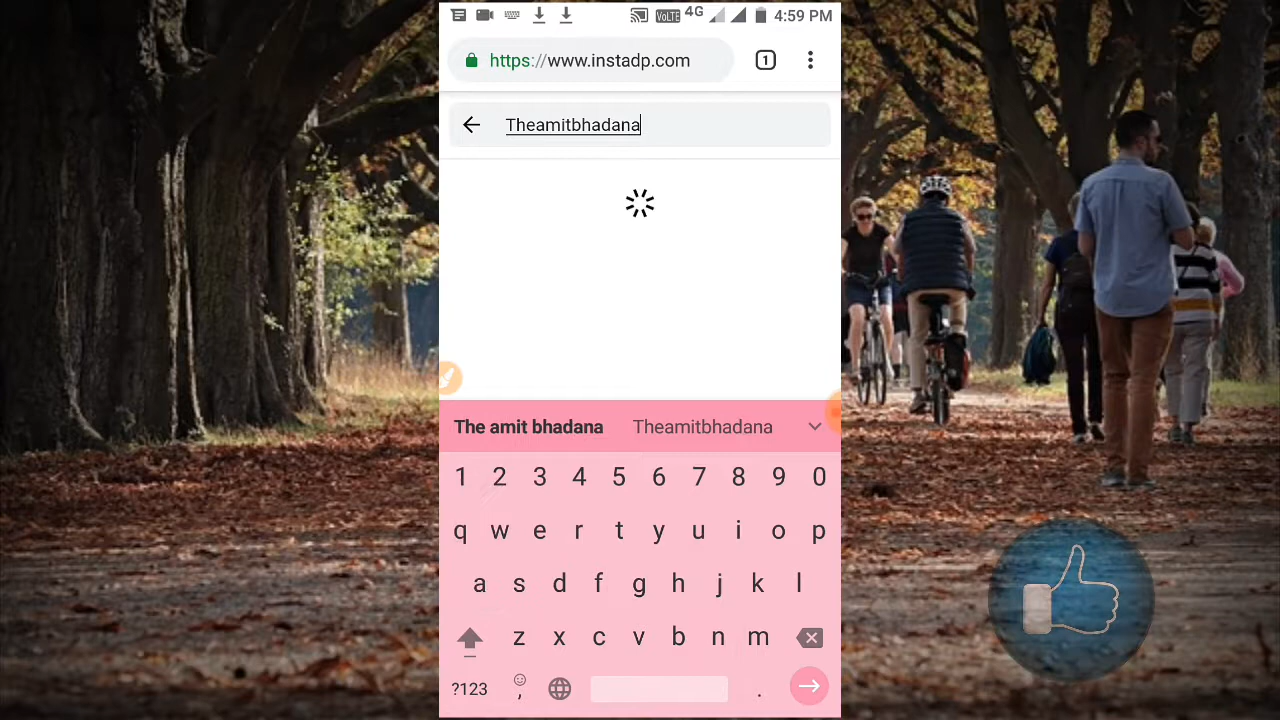 VoLTE 4G 4:59 PM
https://www.instadp.com 1
Theamitbhadana
The amit bhadana Theamitbhadana
1 2 3 4 5 6 7 8 9 0
q w e r t y u i o p
a s d f g h j k l
z x c v b n m
?123 , .